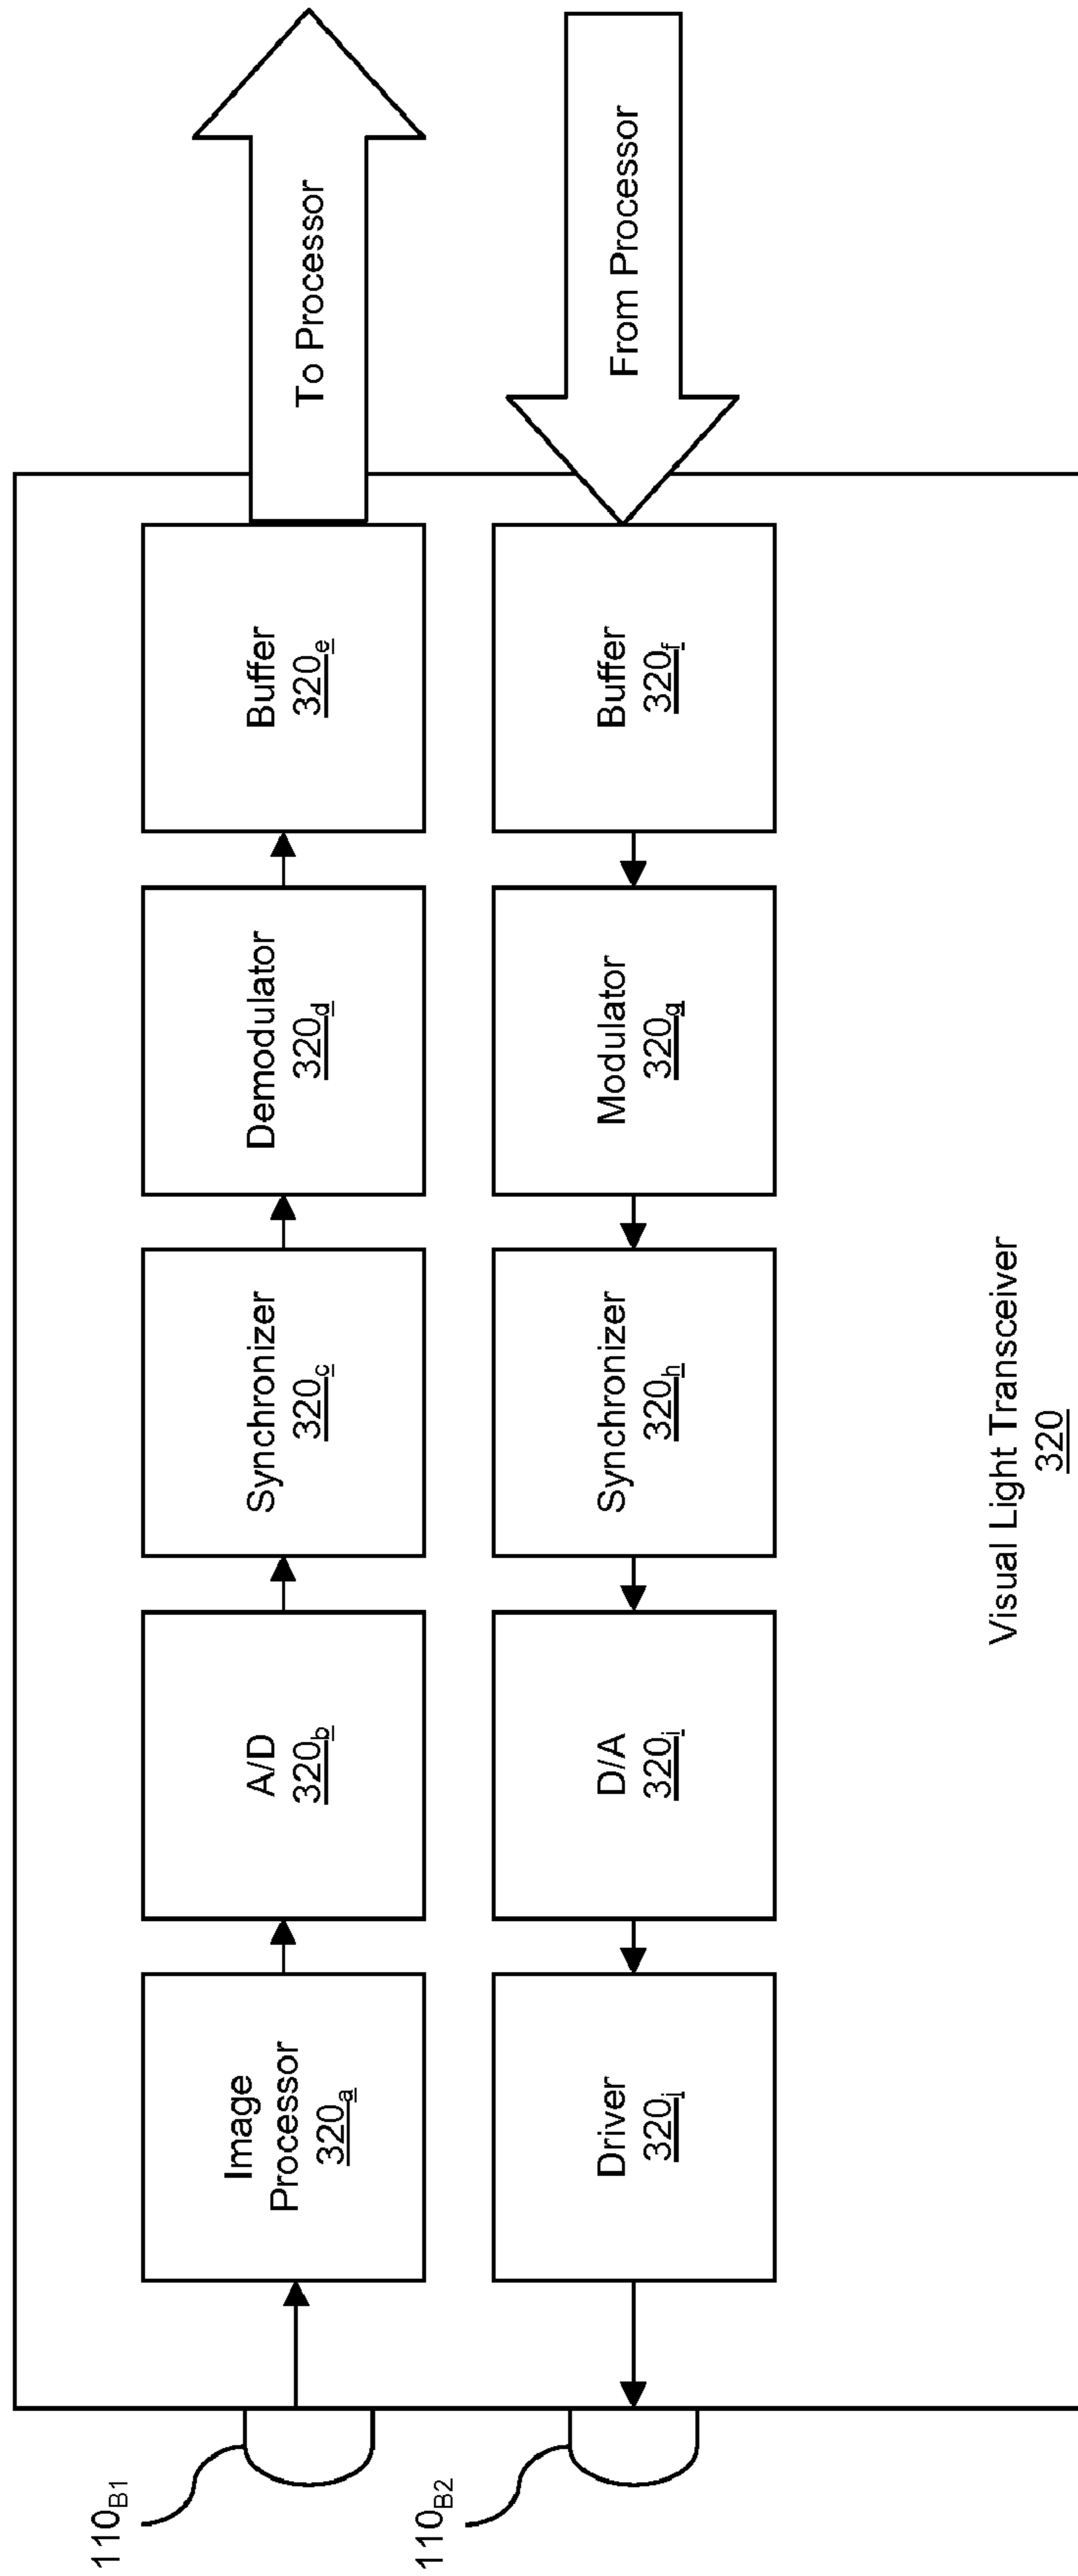 110B1
Image
Processor
320a
A/D
320b
Synchronizer
320c
Demodulator
320d
Buffer
320e
To Processor
110B2
Driver
320j
D/A
320i
Synchronizer
320h
Modulator
320g
Buffer
320f
From Processor
Visual Light Transceiver
320